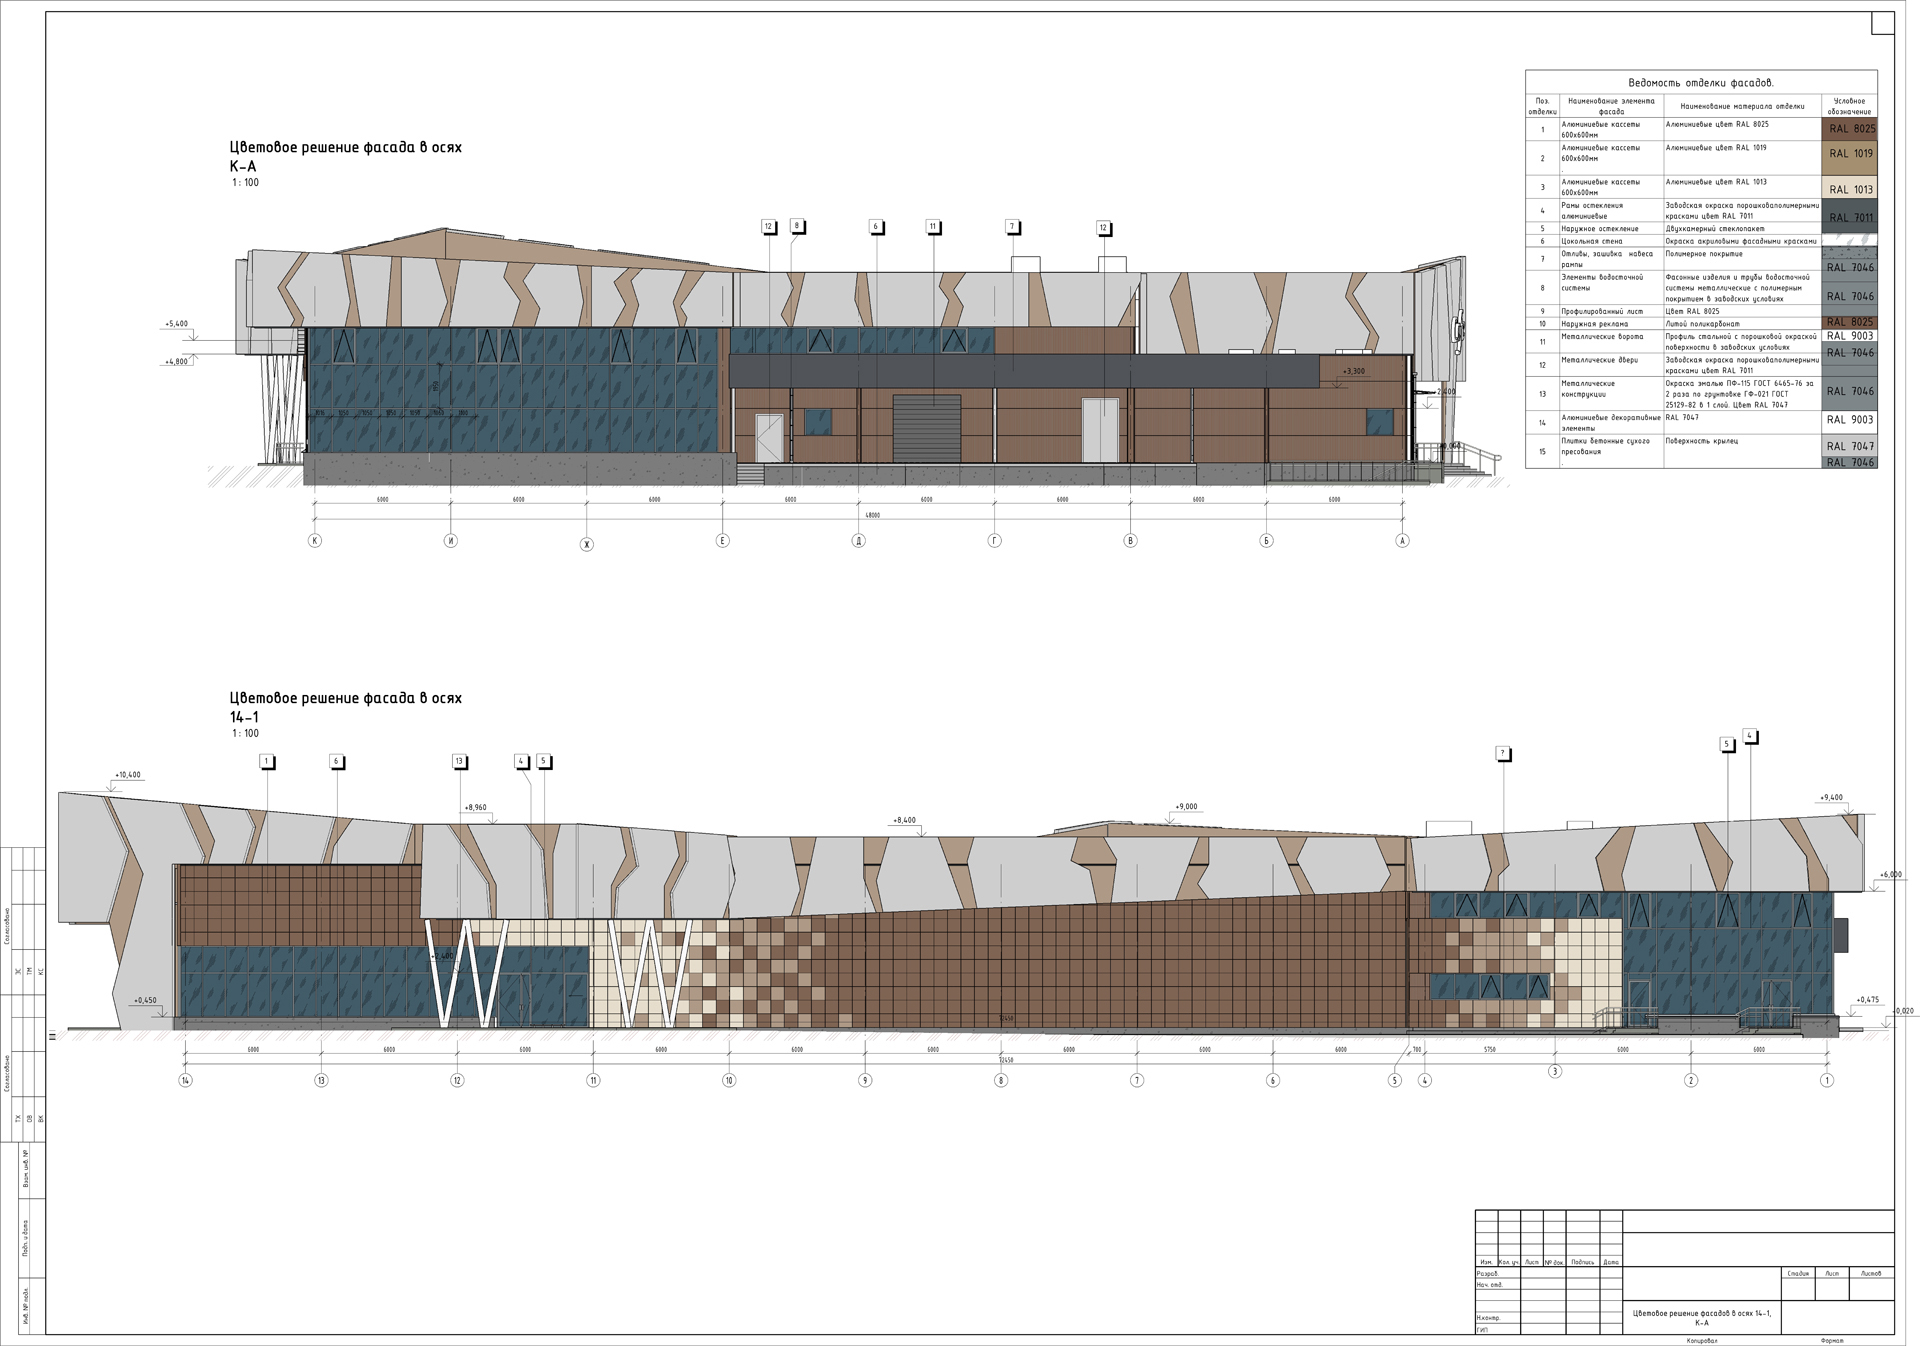 Цветовое решение фасада в осях
К-А
1 : 100
12
8
6
11
7
12
+5,400
+4,800
+3,300
2,400
0,000
1010
1050
1050
1050
1050
1060
1060
1050
6000
6000
6000
6000
6000
6000
6000
6000
48000
К
И
Ж
Е
Д
Г
В
Б
А
Ведомость отделки фасадов.
Поз. отделки
Наименование элемента фасада
Наименование материала отделки
Условное обозначение
1
Алюминиевые кассеты
600х600мм
Алюминиевые цвет RAL 8025
RAL 8025
2
Алюминиевые кассеты
600х600мм
.
Алюминиевые цвет RAL 1019
RAL 1019
3
Алюминиевые кассеты
600х600мм
Алюминиевые цвет RAL 1013
RAL 1013
4
Рамы остекления
алюминиевые
Заводская окраска порошковаполимерными
красками цвет RAL 7011
RAL 7011
5
Наружное остекление
Двухкамерный стеклопакет
6
Цокольная стена
Окраска акриловыми фасадными красками
7
Отливы, зашивка навеса
рампы
Полимерное покрытие
RAL 7046
8
Элементы водосточной
системы
Фасонные изделия и трубы водосточной
системы металлические с полимерным
покрытием в заводских условиях
RAL 7046
9
Профилированный лист
Цвет RAL 8025
RAL 8025
10
Наружная реклама
Литой поликарбонат
RAL 9003
11
Металлические ворота
Профиль стальной с порошковой окраской
поверхности в заводских условиях
RAL 7046
12
Металлические двери
Заводская окраска порошковаполимерными
красками цвет RAL 7011
13
Металлические
конструкции
Окраска эмалью ПФ-115 ГОСТ 6465-76 за
2 раза по грунтовке ГФ-021 ГОСТ
25129-82 в 1 слой. Цвет RAL 7047
RAL 7046
14
Алюминиевые декоративные
элементы
RAL 7047
RAL 9003
15
Плитки бетонные сухого
пресования
.
Поверхность крылец
RAL 7047
RAL 7046
Цветовое решение фасада в осях
14-1
1 : 100
1
6
13
4
5
7
5
4
+10,400
+8,960
+8,400
+9,000
+9,400
+6,000
+2,400
+0,450
+0,475
-0,020
72450
6000
6000
6000
6000
6000
6000
6000
6000
6000
700
5750
6000
6000
72450
14
13
12
11
10
9
8
7
6
5
4
3
2
1
Согласовано
ЭС
ТМ
КС
Согласовано
ТХ
ОВ
ВК
Взам. инв. №
Подп. и дата
Инв. № подл.
Изм.
Кол. уч.
Лист
№ док.
Подпись
Дата
Разраб.
Нач. отд.
Н.контр.
ГИП
Стадия
Лист
Листов
Цветовое решение фасадов в осях 14-1,
К-А
Копировал
Формат